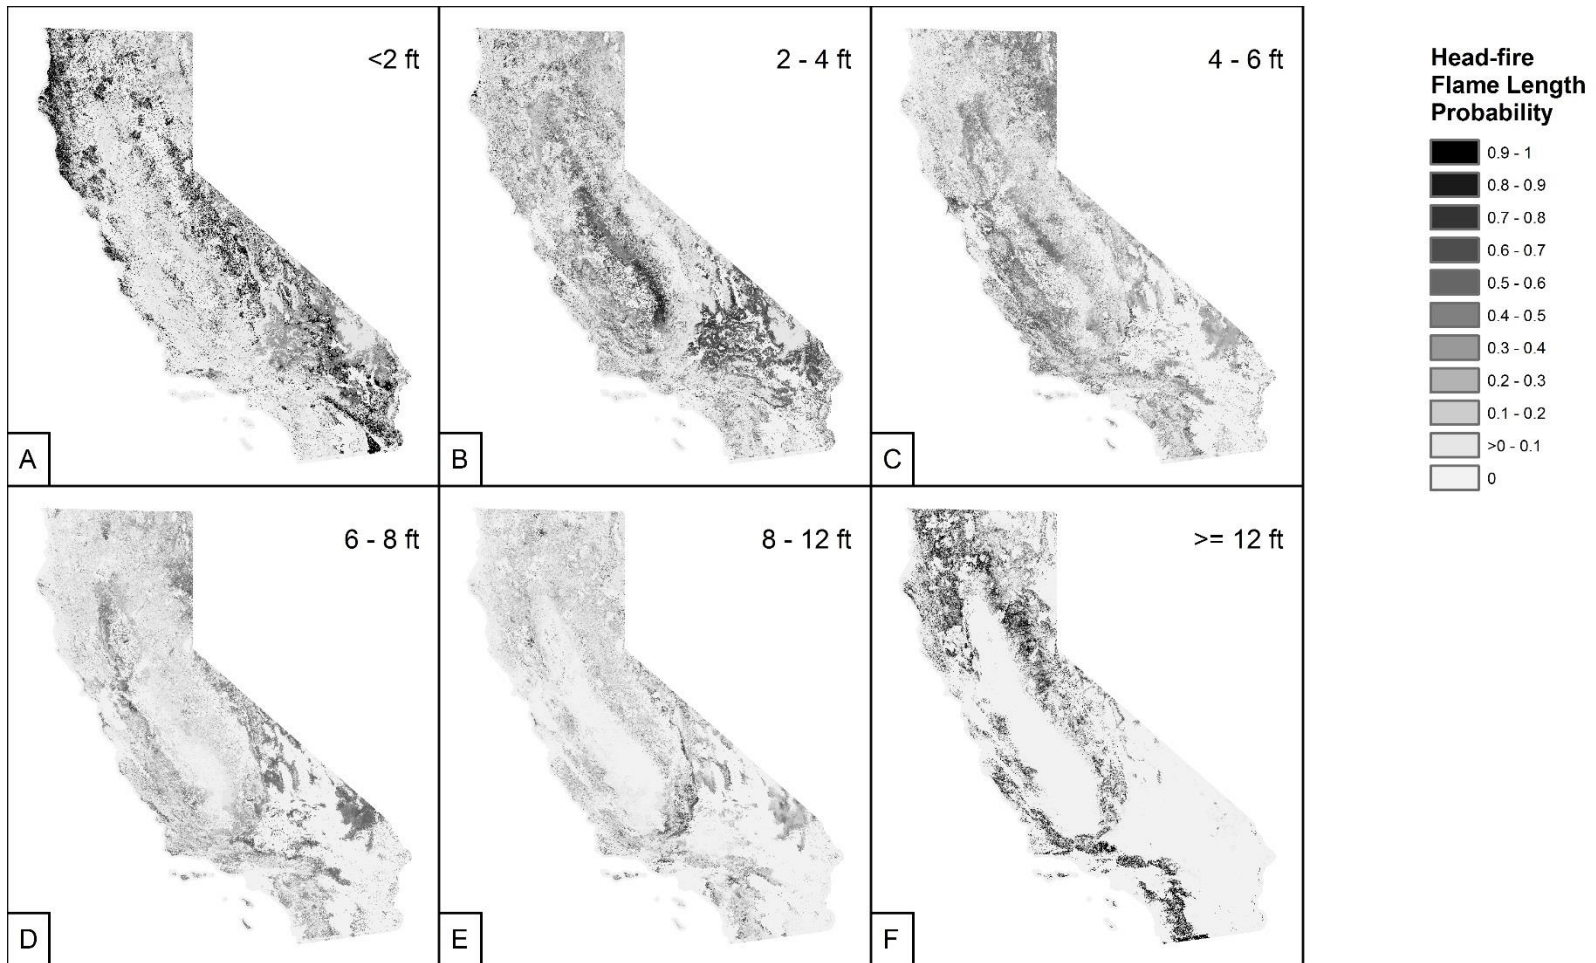 <2 ft
A
2 - 4 ft
B
4 - 6 ft
C
6 - 8 ft
D
8 - 12 ft
E
>= 12 ft
F
Head-fire
Flame Length
Probability
0.9 - 1
0.8 - 0.9
0.7 - 0.8
0.6 - 0.7
0.5 - 0.6
0.4 - 0.5
0.3 - 0.4
0.2 - 0.3
0.1 - 0.2
>0 - 0.1
0